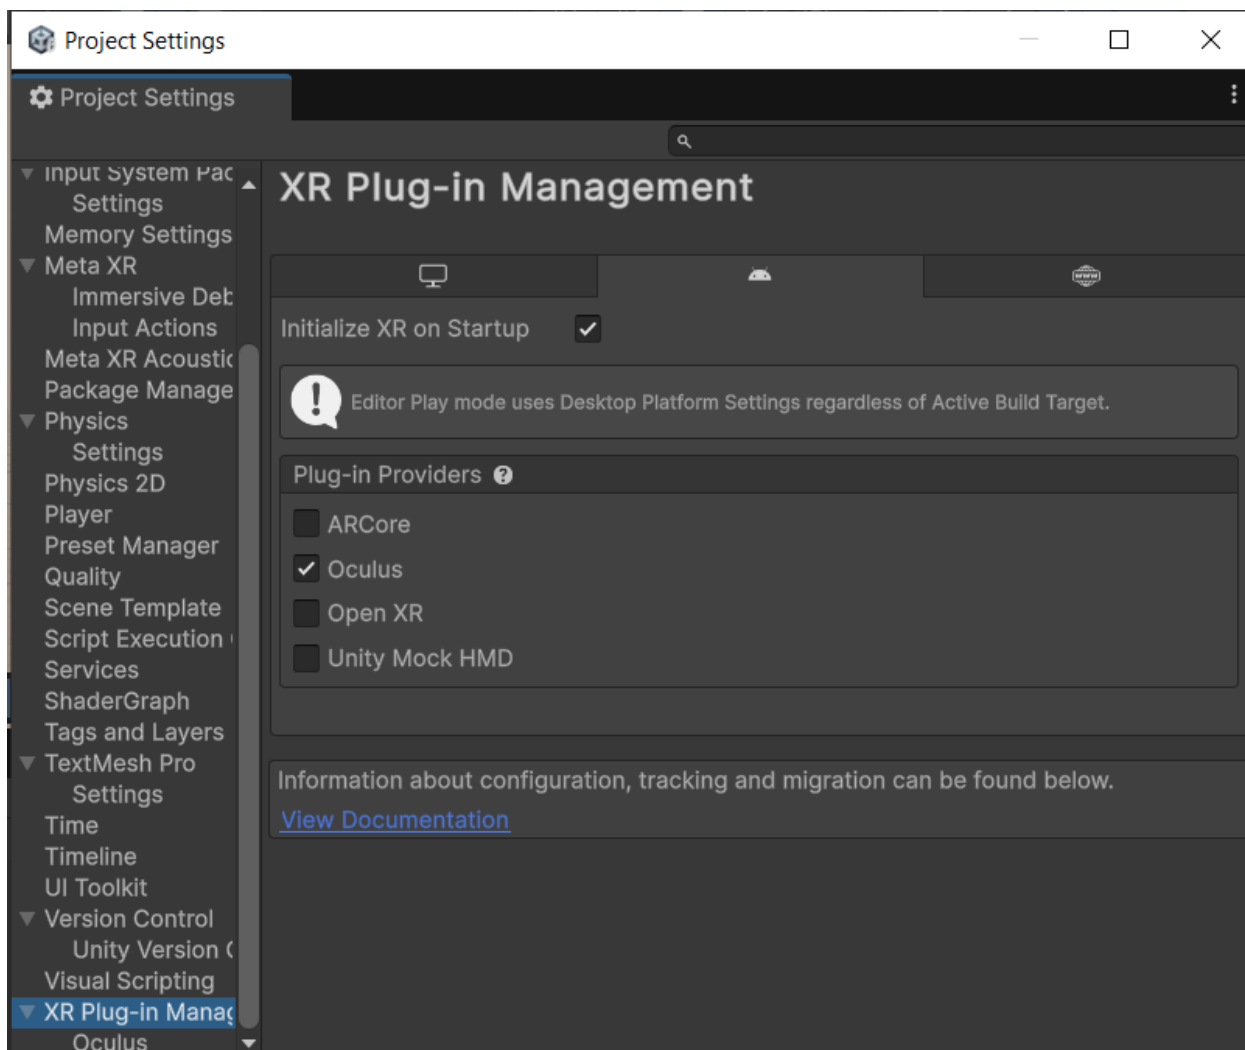 Project Settings
Project Settings
Input System Pac
Settings
Memory Settings
Meta XR
Immersive Deb
Input Actions
Meta XR Acoustic
Package Manage
Physics
Settings
Physics 2D
Player
Preset Manager
Quality
Scene Template
Script Execution
Services
ShaderGraph
Tags and Layers
TextMesh Pro
Settings
Time
Timeline
UI Toolkit
Version Control
Unity Version C
Visual Scripting
XR Plug-in Manag
Oculus
XR Plug-in Management
www
Initialize XR on Startup
Editor Play mode uses Desktop Platform Settings regardless of Active Build Target.
Plug-in Providers
ARCore
Oculus
Open XR
Unity Mock HMD
Information about configuration, tracking and migration can be found below.
View Documentation